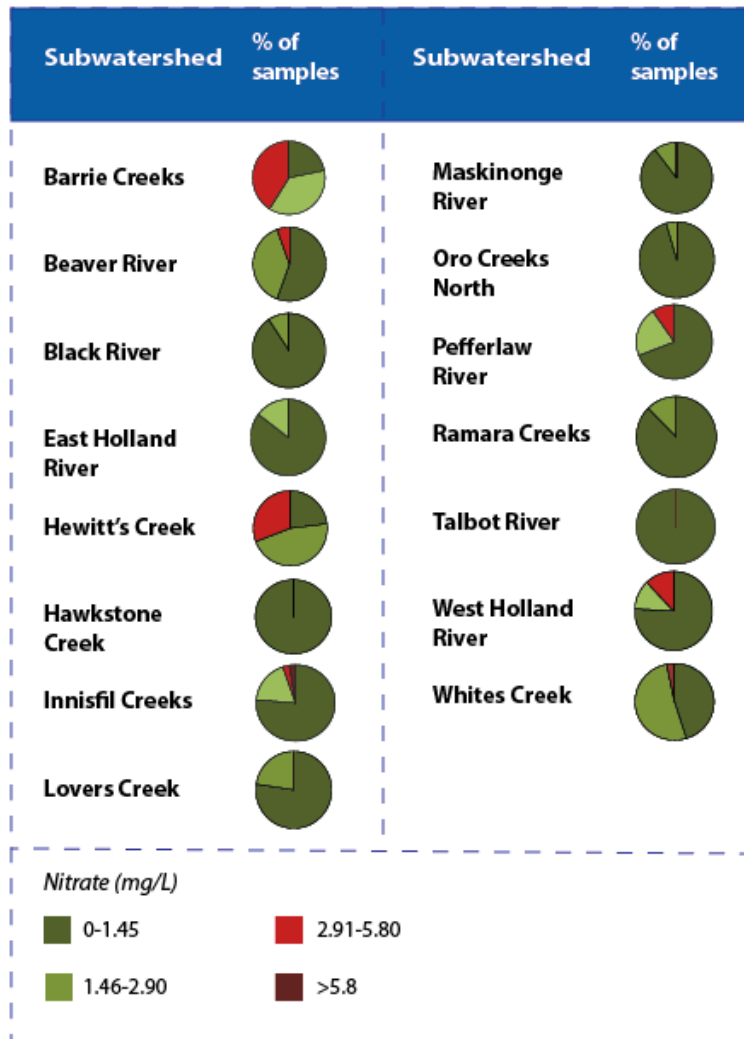 Subwatershed
% of
samples
Subwatershed
% of
samples
Barrie Creeks
Beaver River
Black River
East Holland
River
Hewitt's Creek
Hawkstone
Creek
Innisfil Creeks
Lovers Creek
Maskinonge
River
Oro Creeks
North
Pefferlaw
River
Ramara Creeks
Talbot River
West Holland
River
Whites Creek
Nitrate (mg/L)
0-1.45
2.91-5.80
1.46-2.90
>5.8